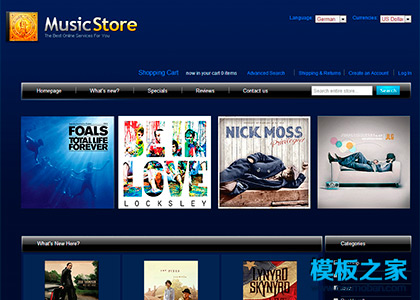 MusicStore
The Best Online Services For You
Language: German
Currencies: US Dollar
Shopping Cart now in your cart 0 items
Advanced Search
Shipping & Returns
Create an Account
Log In
Homepage
What's new?
Specials
Reviews
Contact us
Search entire store...
SEARCH
FOALS
TOTAL LIFE
FOREVER
DEEN
LOVE
LOCKSLEY
NICK MOSS
JLS
What's New Here?
Categories
LYNYRD
SKYNYRD
模板之家